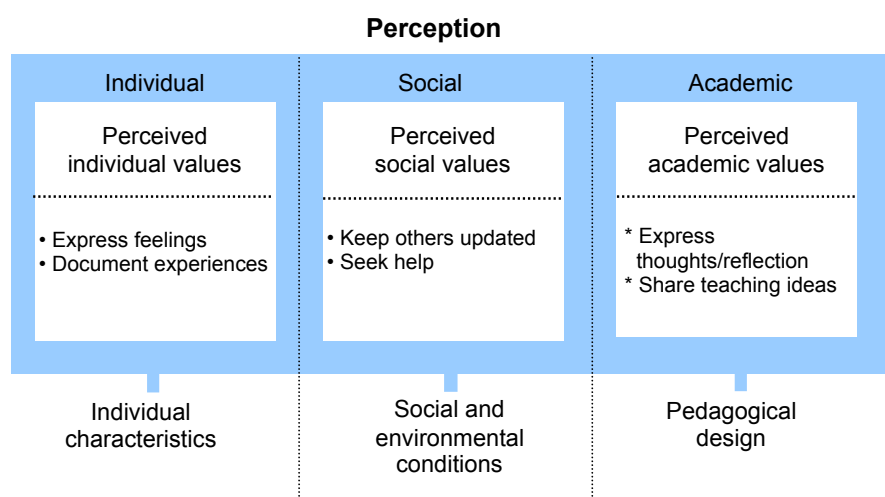 Perception
Individual
Perceived
individual values
• Express feelings
• Document experiences
Individual
characteristics
Social
Perceived
social values
• Keep others updated
• Seek help
Social and
environmental
conditions
Academic
Perceived
academic values
* Express
thoughts/reflection
* Share teaching ideas
Pedagogical
design